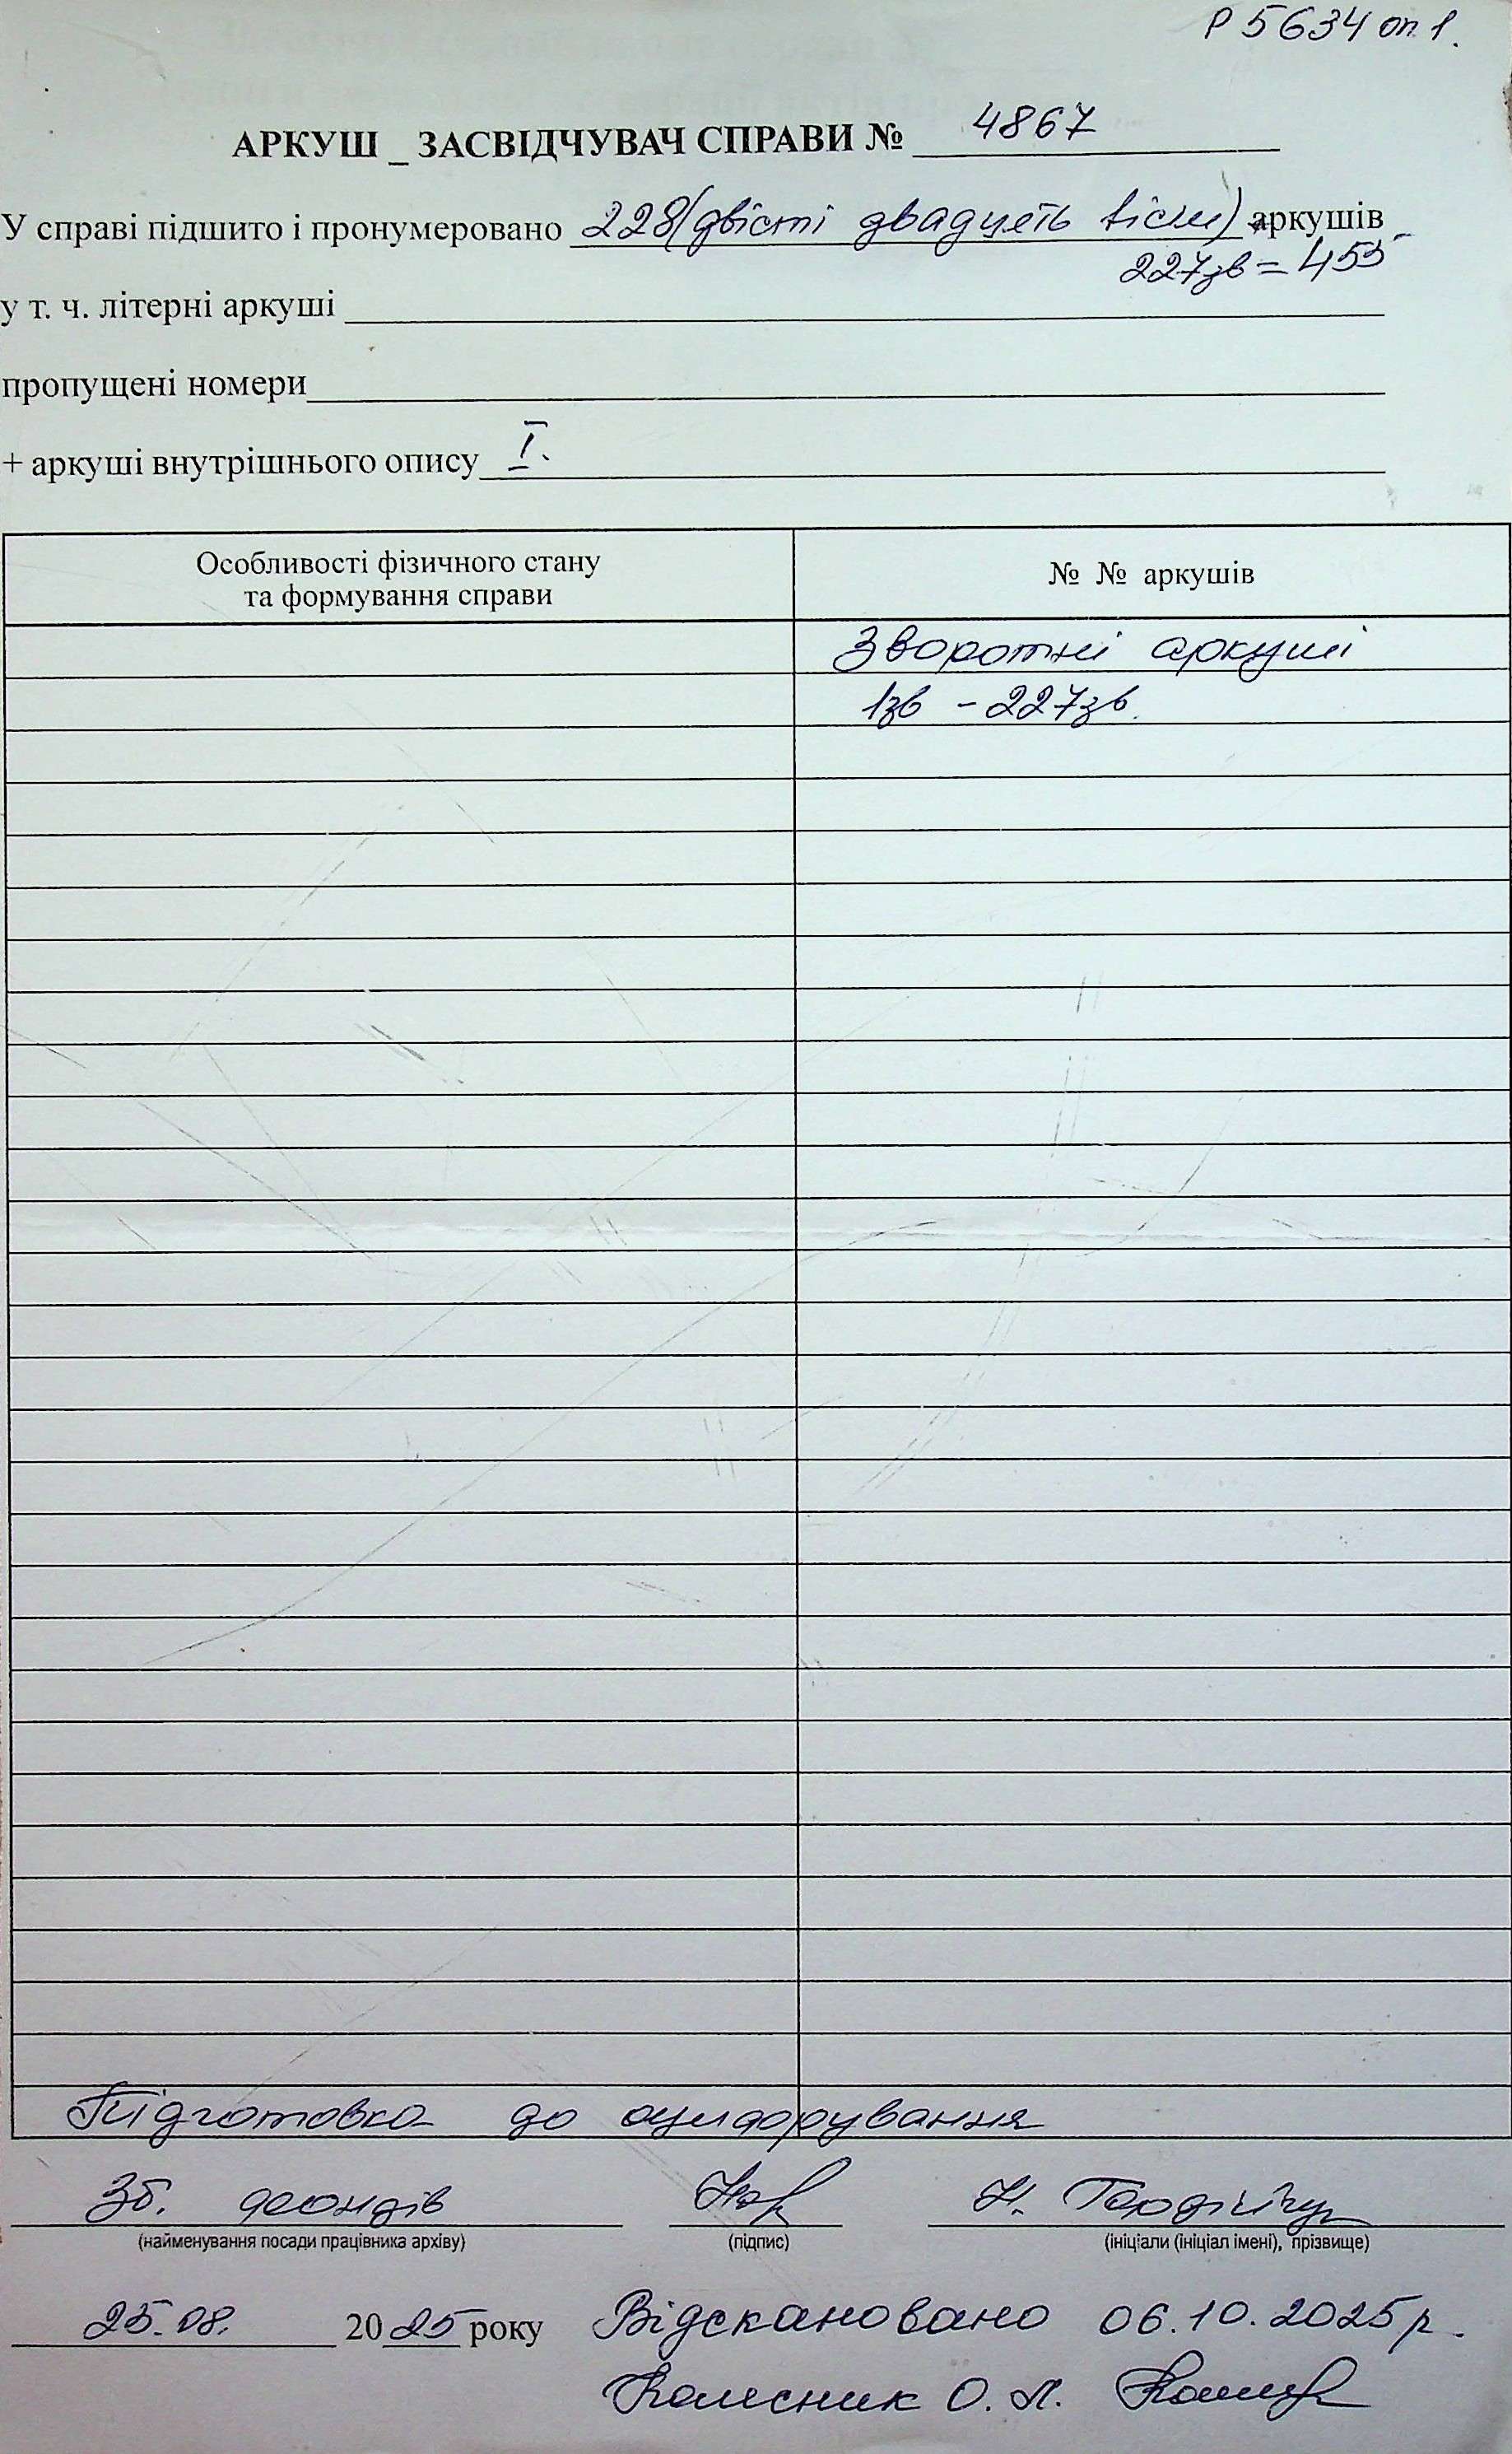 Р 5634 оп 1.
АРКУШ _ ЗАСВІДЧУВАЧ СПРАВИ № 4867
У справі підшито і пронумеровано 228 (двісті двадцять вісім) аркушів
227зв = 455
у т. ч. літерні аркуші
пропущені номери
+ аркуші внутрішнього опису I.
Особливості фізичного стану
та формування справи
№ № аркушів
Зворотні аркуші
1зв - 227зв.
Підготовка до оцифрування
Зб. фондів Н.
(найменування посади працівника архіву) (підпис) (ініціали (ініціал імені), прізвище)
25.08. 2025 року Відскановано 06.10.2025р.
Колесник О. Л.